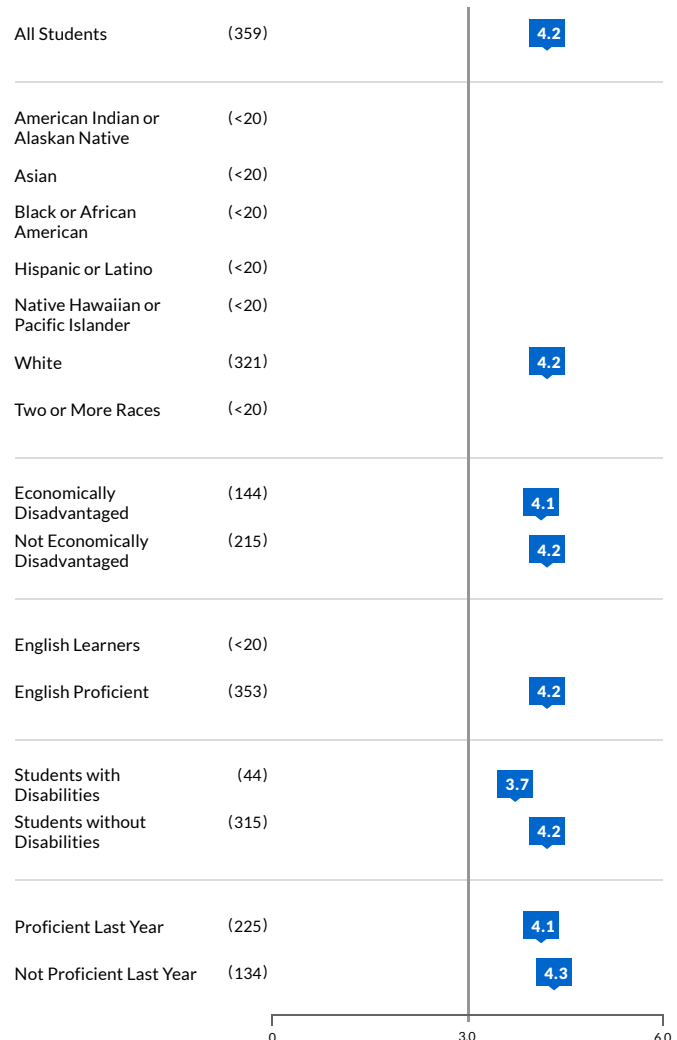 All Students (359) 4.2
American Indian or (<20)
Alaskan Native
Asian (<20)
Black or African (<20)
American
Hispanic or Latino (<20)
Native Hawaiian or (<20)
Pacific Islander
White (321) 4.2
Two or More Races (<20)
Economically (144) 4.1
Disadvantaged
Not Economically (215) 4.2
Disadvantaged
English Learners (<20)
English Proficient (353) 4.2
Students with (44) 3.7
Disabilities
Students without (315) 4.2
Disabilities
Proficient Last Year (225) 4.1
Not Proficient Last Year (134) 4.3
0 3.0 6.0